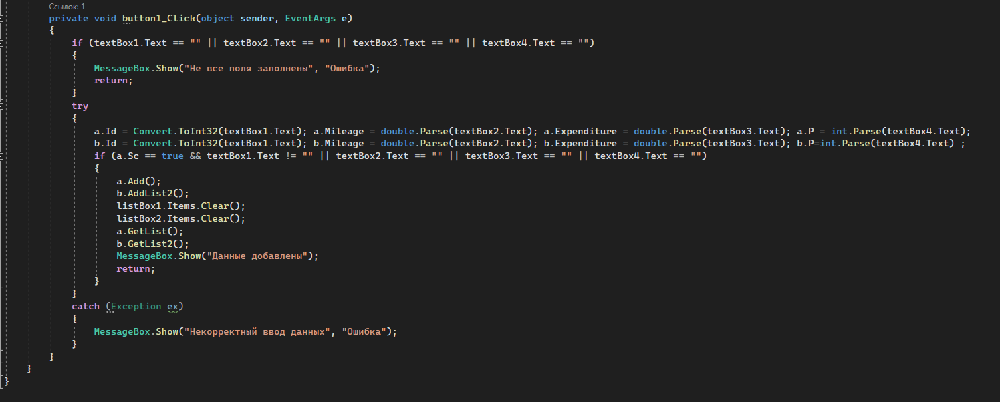 Ссылок: 1
private void button1_Click(object sender, EventArgs e)
{
if (textBox1.Text == "" || textBox2.Text == "" || textBox3.Text == "" || textBox4.Text == "")
{
MessageBox.Show("Не все поля заполнены", "Ошибка");
return;
}
try
{
a.Id = Convert.ToInt32(textBox1.Text); a.Mileage = double.Parse(textBox2.Text); a.Expenditure = double.Parse(textBox3.Text); a.P = int.Parse(textBox4.Text);
b.Id = Convert.ToInt32(textBox1.Text); b.Mileage = double.Parse(textBox2.Text); b.Expenditure = double.Parse(textBox3.Text); b.P=int.Parse(textBox4.Text) ;
if (a.Sc == true && textBox1.Text != "" || textBox2.Text == "" || textBox3.Text == "" || textBox4.Text == "")
{
a.Add();
b.AddList2();
listBox1.Items.Clear();
listBox2.Items.Clear();
a.GetList();
b.GetList2();
MessageBox.Show("Данные добавлены");
return;
}
}
catch (Exception ex)
{
MessageBox.Show("Некорректный ввод данных", "Ошибка");
}
}
}
}